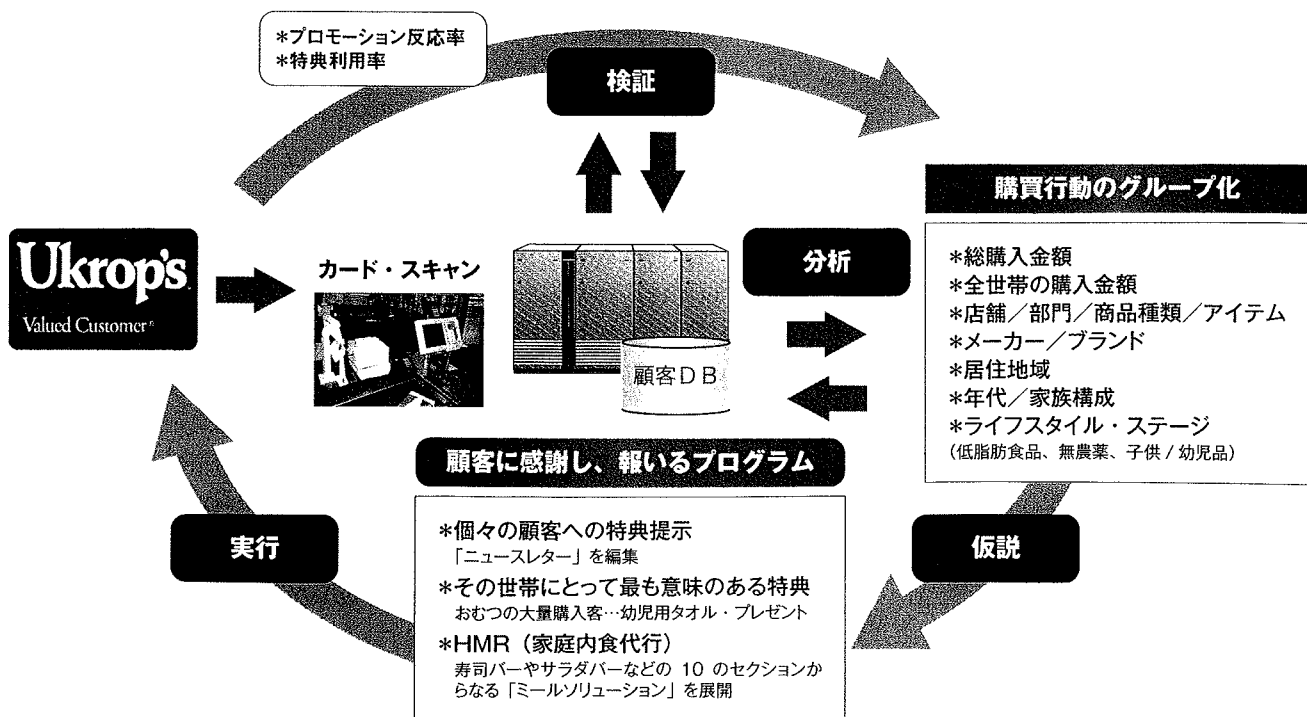 *プロモーション反応率
*特典利用率
検証
購買行動のグループ化
Ukrop's
Valued Customer
カード・スキャン
分析
顧客DB
*総購入金額
*全世帯の購入金額
*店舗／部門／商品種類／アイテム
*メーカー／ブランド
*居住地域
*年代／家族構成
*ライフスタイル・ステージ
(低脂肪食品、無農薬、子供 / 幼児品)
顧客に感謝し、報いるプログラム
*個々の顧客への特典提示
「ニュースレター」を編集
*その世帯にとって最も意味のある特典
おむつの大量購入客…幼児用タオル・プレゼント
*HMR（家庭内食代行）
寿司バーやサラダバーなどの 10 のセクションか
らなる「ミールソリューション」を展開
実行
仮説